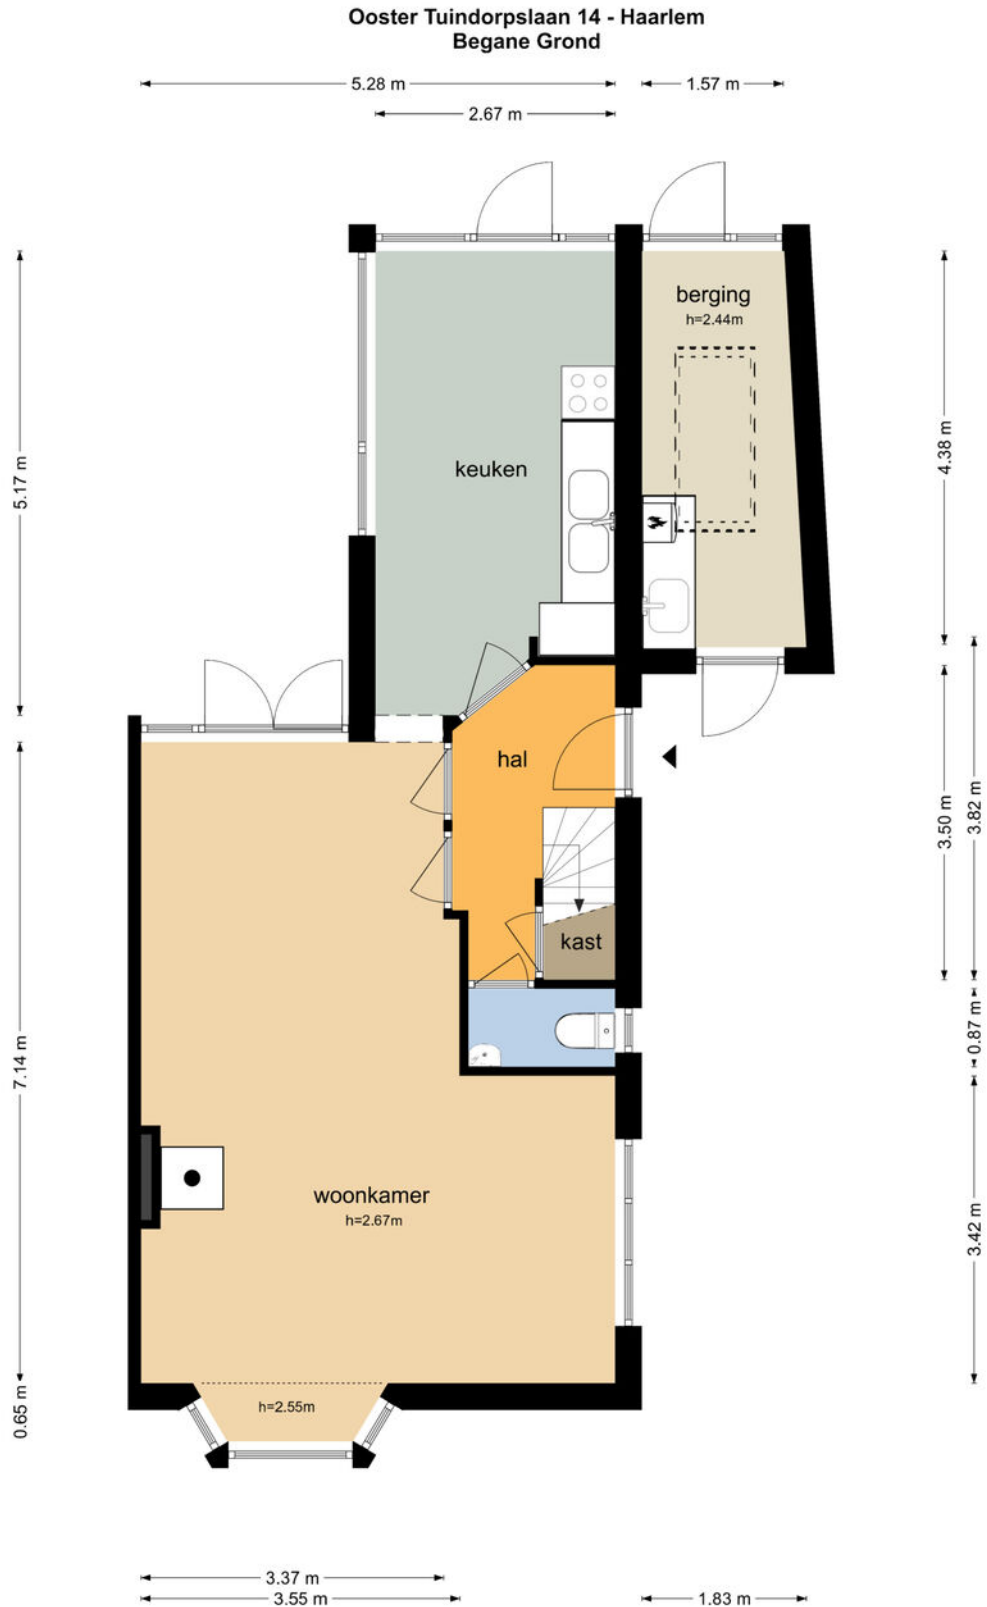 Ooster Tuindorpslaan 14 - Haarlem
Begane Grond
5.28 m
1.57 m
2.67 m
berging
h=2.44m
keuken
5.17 m
4.38 m
hal
3.50 m
3.82 m
kast
0.87 m
7.14 m
woonkamer
h=2.67m
3.42 m
h=2.55m
0.65 m
3.37 m
3.55 m
1.83 m